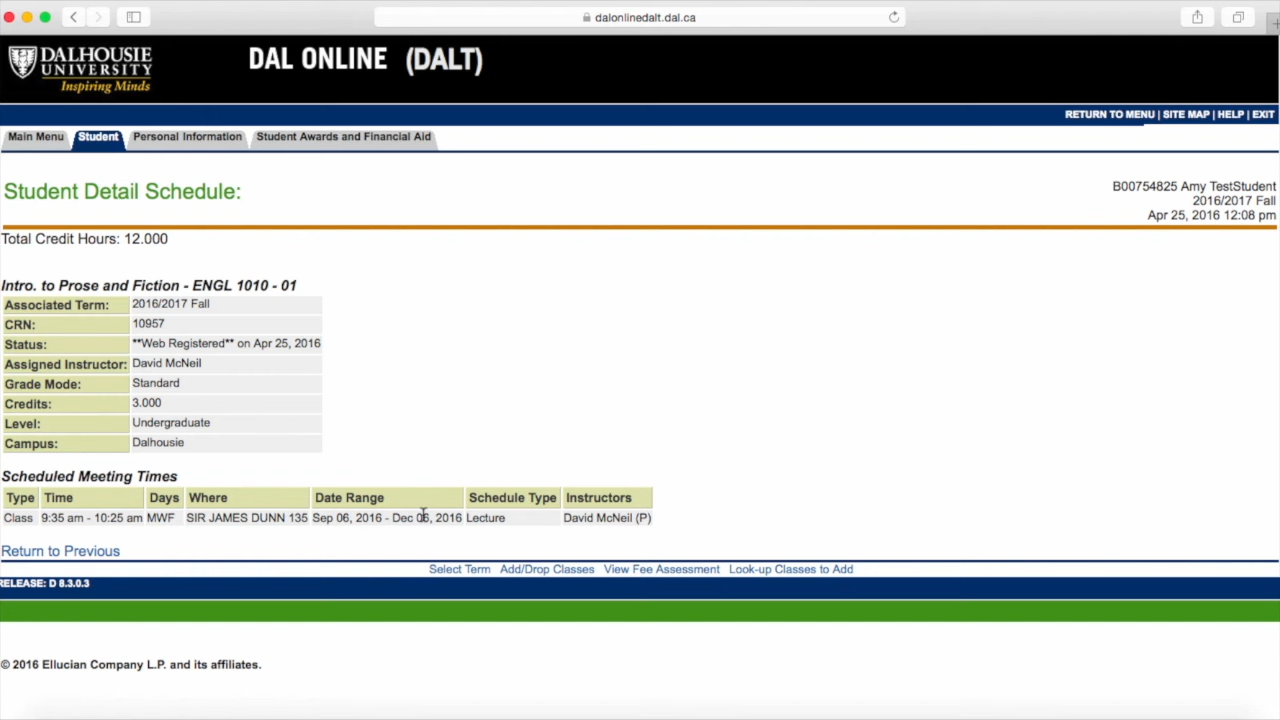 dalonlinedalt.dal.ca
DALHOUSIE
UNIVERSITY
Inspiring Minds
DAL ONLINE (DALT)
RETURN TO MENU | SITE MAP | HELP | EXIT
Main Menu Student Personal Information Student Awards and Financial Aid
Student Detail Schedule:
B00754825 Amy TestStudent
2016/2017 Fall
Apr 25, 2016 12:08 pm
Total Credit Hours: 12.000
Intro. to Prose and Fiction - ENGL 1010 - 01
Associated Term: 2016/2017 Fall
CRN: 10957
Status: **Web Registered** on Apr 25, 2016
Assigned Instructor: David McNeil
Grade Mode: Standard
Credits: 3.000
Level: Undergraduate
Campus: Dalhousie
Scheduled Meeting Times
Type Time Days Where Date Range Schedule Type Instructors
Class 9:35 am - 10:25 am MWF SIR JAMES DUNN 135 Sep 06, 2016 - Dec 06, 2016 Lecture David McNeil (P)
Return to Previous
Select Term Add/Drop Classes View Fee Assessment Look-up Classes to Add
RELEASE: D 8.3.0.3
© 2016 Ellucian Company L.P. and its affiliates.